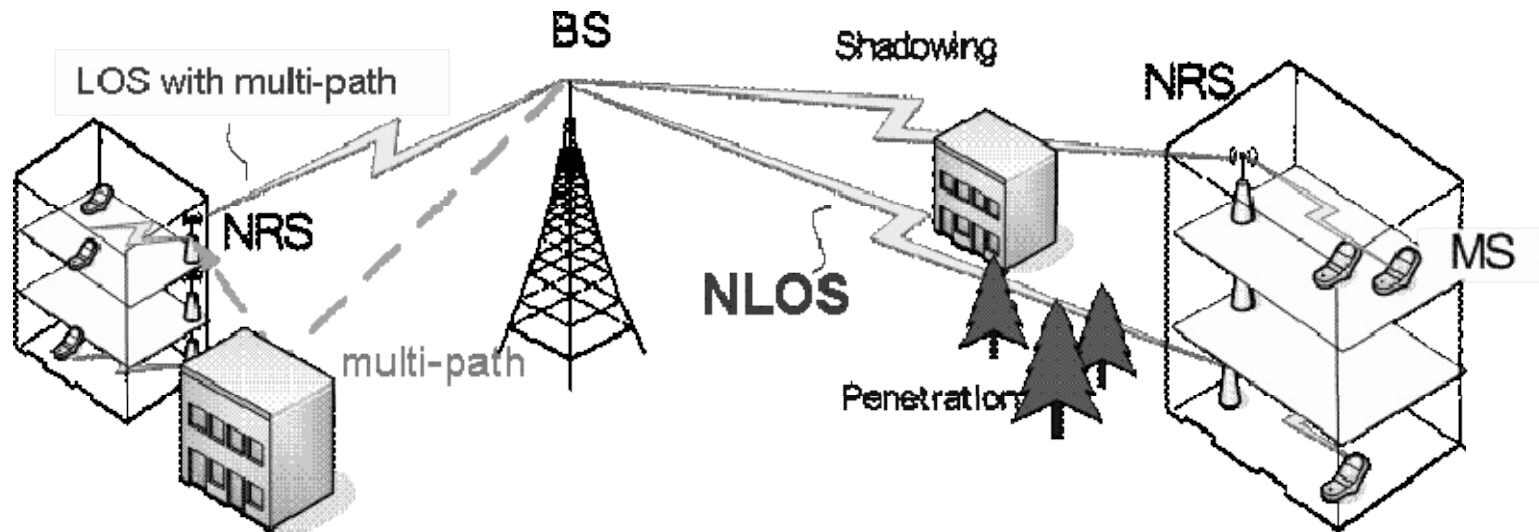 BS
Shadowing
LOS with multi-path
NRS
NRS
MS
NLOS
multi-path
Penetration